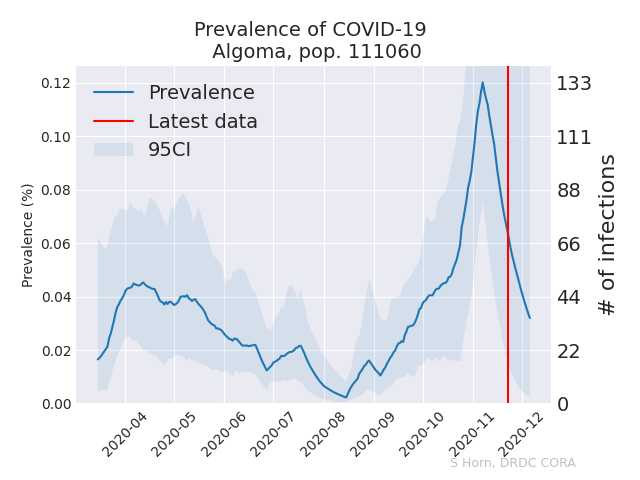 Prevalence of COVID-19
Algoma, pop. 111060
Prevalence
Latest data
95CI
Prevalence (%)
0.12
0.10
0.08
0.06
0.04
0.02
0.00
133
111
88
66
44
22
0
# of infections
2020-04
2020-05
2020-06
2020-07
2020-08
2020-09
2020-10
2020-11
2020-12
S Horn, DRDC CORA